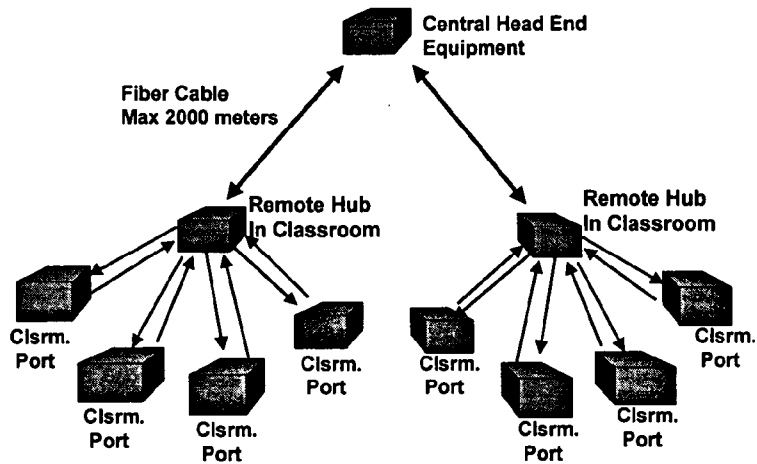 Central Head End
Equipment
Fiber Cable
Max 2000 meters
Remote Hub
In Classroom
Remote Hub
In Classroom
Clsrm.
Port
Clsrm.
Port
Clsrm.
Port
Clsrm.
Port
Clsrm.
Port
Clsrm.
Port
Clsrm.
Port
Clsrm.
Port